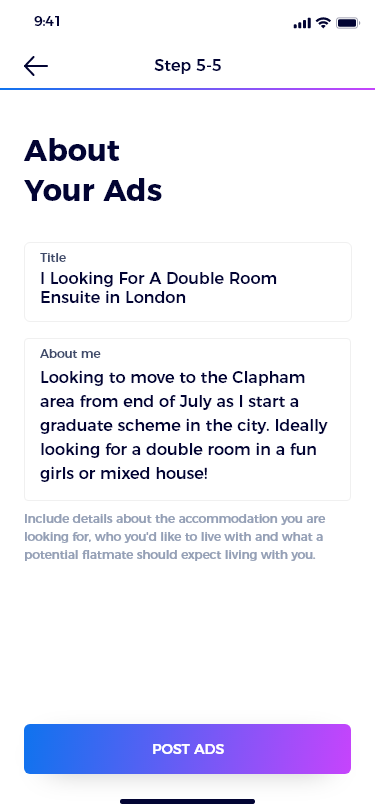 9:41
Step 5-5
About
Your Ads
Title
I Looking For A Double Room
Ensuite in London
About me
Looking to move to the Clapham
area from end of July as I start a
graduate scheme in the city. Ideally
looking for a double room in a fun
girls or mixed house!
Include details about the accommodation you are
looking for, who you'd like to live with and what a
potential flatmate should expect living with you.
POST ADS